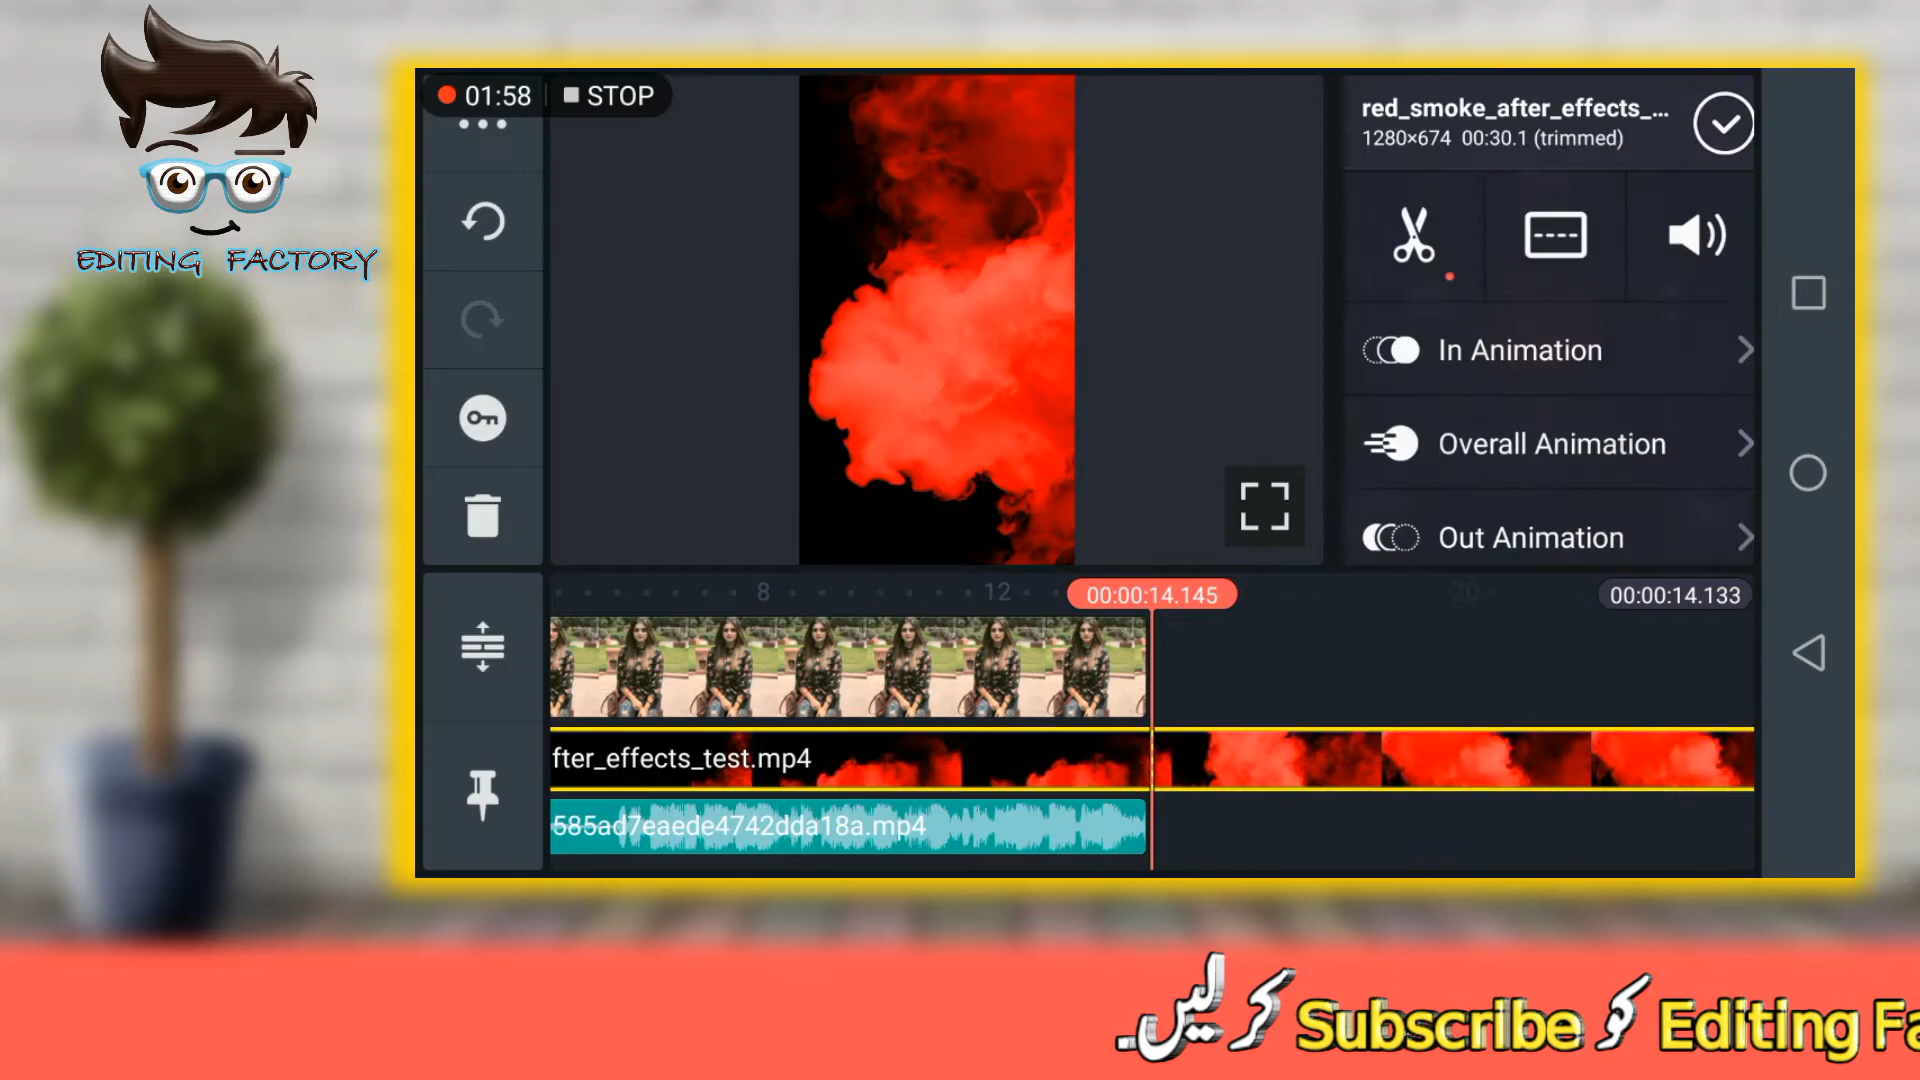 EDITING FACTORY
01:58 STOP
red_smoke_after_effects_...
1280×674 00:30.1 (trimmed)
In Animation
Overall Animation
Out Animation
8 12 00:00:14.145 20 00:00:14.133
fter_effects_test.mp4
585ad7eaede4742dda18a.mp4
Editing Fa کو Subscribe کر لیں۔